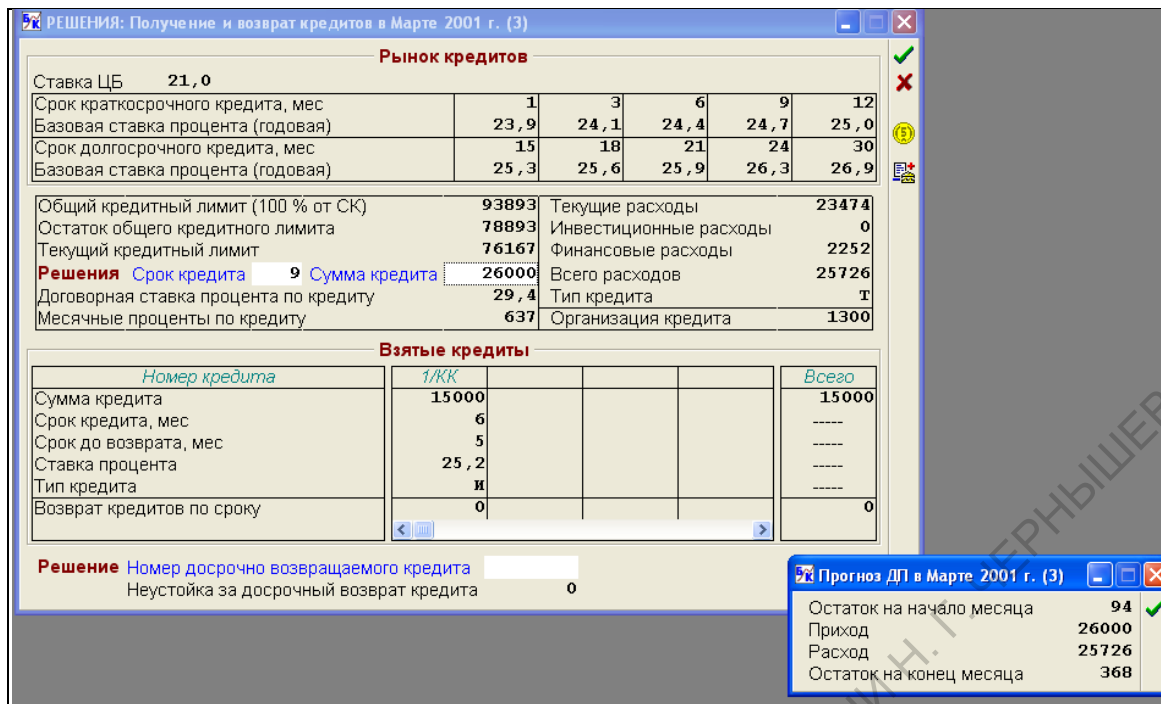 РЕШЕНИЯ: Получение и возврат кредитов в Марте 2001 г. (3)
Рынок кредитов
Ставка ЦБ 21,0
Срок краткосрочного кредита, мес 1 3 6 9 12
Базовая ставка процента (годовая) 23,9 24,1 24,4 24,7 25,0
Срок долгосрочного кредита, мес 15 18 21 24 30
Базовая ставка процента (годовая) 25,3 25,6 25,9 26,3 26,9
Общий кредитный лимит (100 % от СК) 93893 Текущие расходы 23474
Остаток общего кредитного лимита 78893 Инвестиционные расходы 0
Текущий кредитный лимит 76167 Финансовые расходы 2252
Решения Срок кредита 9 Сумма кредита 26000 Всего расходов 25726
Договорная ставка процента по кредиту 29,4 Тип кредита Т
Месячные проценты по кредиту 637 Организация кредита 1300
Взятые кредиты
Номер кредита 1/КК Всего
Сумма кредита 15000 15000
Срок кредита, мес 6 -----
Срок до возврата, мес 5 -----
Ставка процента 25,2 -----
Тип кредита И -----
Возврат кредитов по сроку 0 0
Решение Номер досрочно возвращаемого кредита
Неустойка за досрочный возврат кредита 0
Прогноз ДП в Марте 2001 г. (3)
Остаток на начало месяца 94
Приход 26000
Расход 25726
Остаток на конец месяца 368
И Н. Г. ЧЕРНЫШЕВ